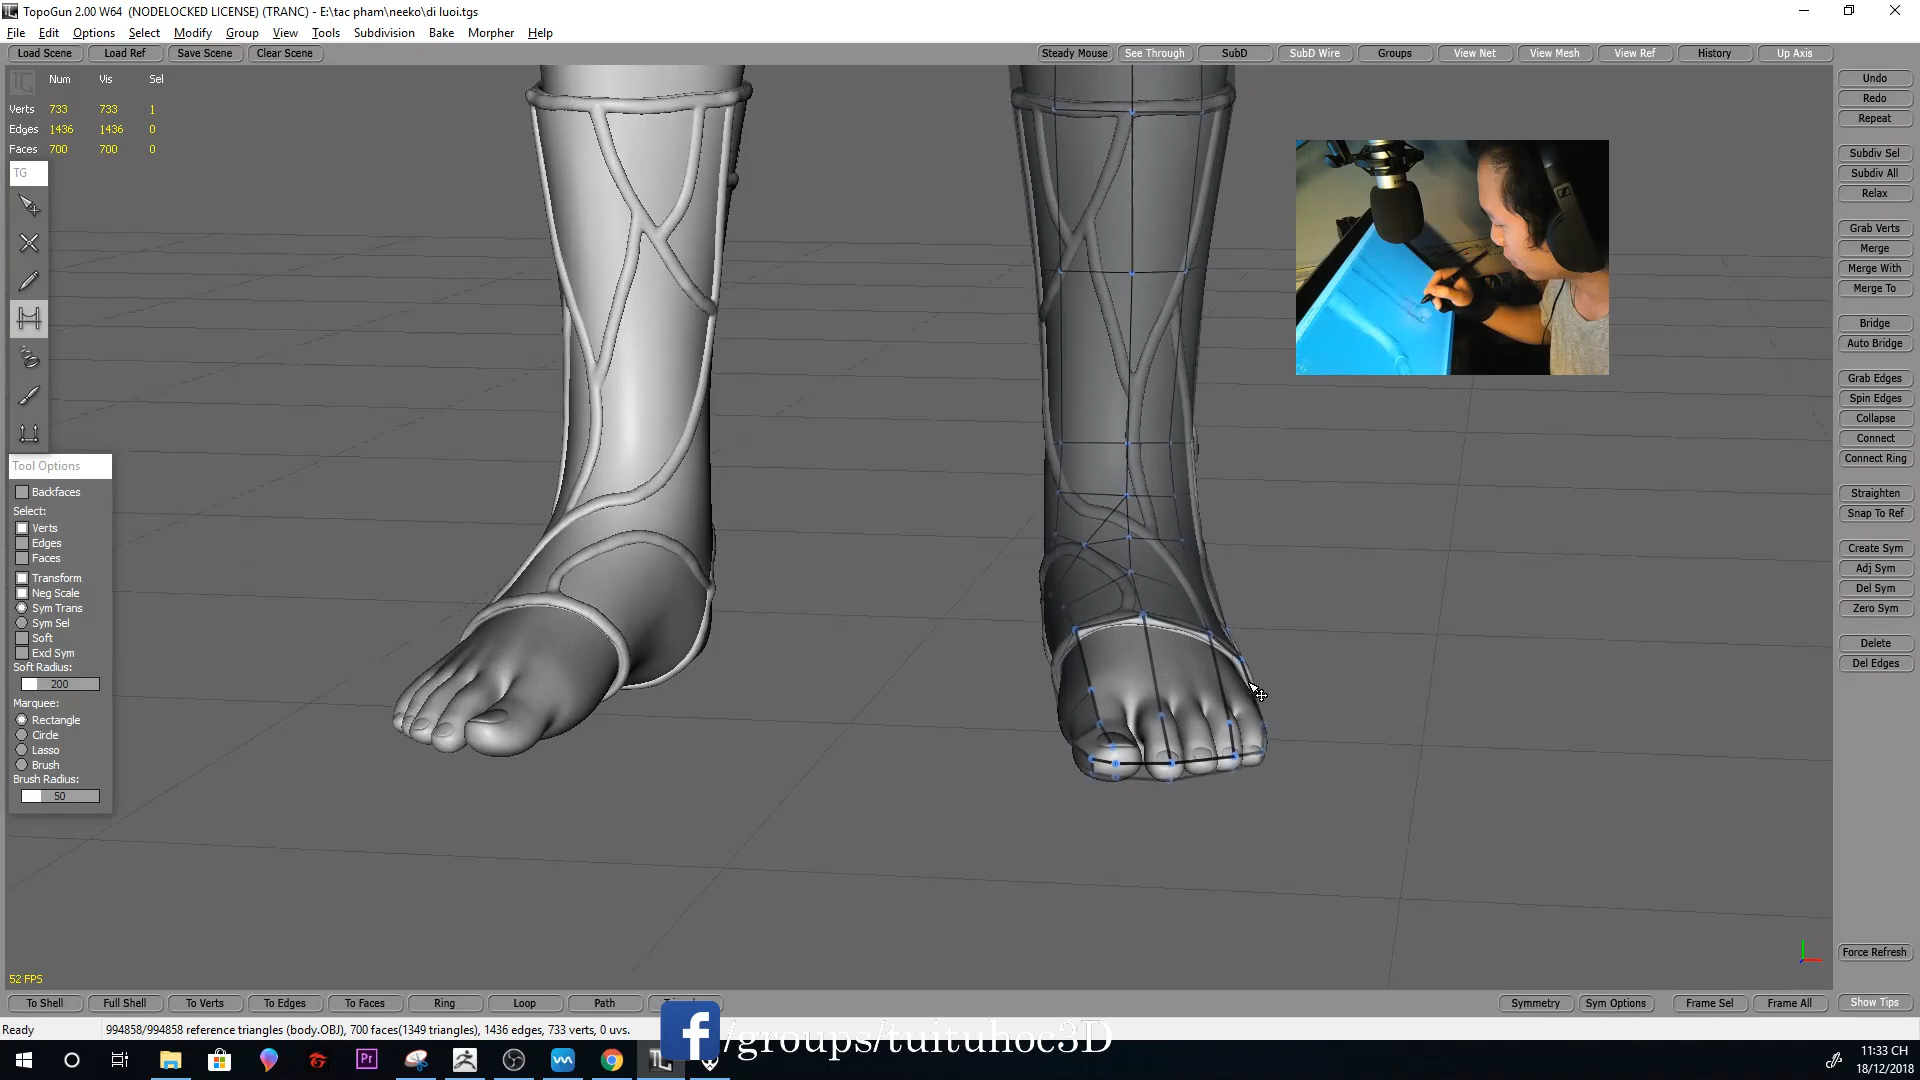 TopoGun 2.00 W64 (NODELOCKED LICENSE) (TRANC) - E:\tac pham\neeko\di luoi.tgs
File Edit Options Select Modify Group View Tools Subdivision Bake Morpher Help
Load Scene Load Ref Save Scene Clear Scene Steady Mouse See Through SubD SubD Wire Groups View Net View Mesh View Ref History Up Axis
Num Vis Sel
Verts 733 733 1
Edges 1436 1436 0
Faces 700 700 0
TG
Tool Options
Backfaces
Select:
Verts
Edges
Faces
Transform
Neg Scale
Sym Trans
Sym Sel
Soft
Excl Sym
Soft Radius:
200
Marquee:
Rectangle
Circle
Lasso
Brush
Brush Radius:
50
52 FPS
Undo
Redo
Repeat
Subdiv Sel
Subdiv All
Relax
Grab Verts
Merge
Merge With
Merge To
Bridge
Auto Bridge
Grab Edges
Spin Edges
Collapse
Connect
Connect Ring
Straighten
Snap To Ref
Create Sym
Adj Sym
Del Sym
Zero Sym
Delete
Del Edges
Force Refresh
To Shell Full Shell To Verts To Edges To Faces Ring Loop Path Symmetry Sym Options Frame Sel Frame All Show Tips
Ready 994858/994858 reference triangles (body.OBJ), 700 faces(1349 triangles), 1436 edges, 733 verts, 0 uvs.
f /groups/tuituhoc3D
Pr
11:33 CH
18/12/2018